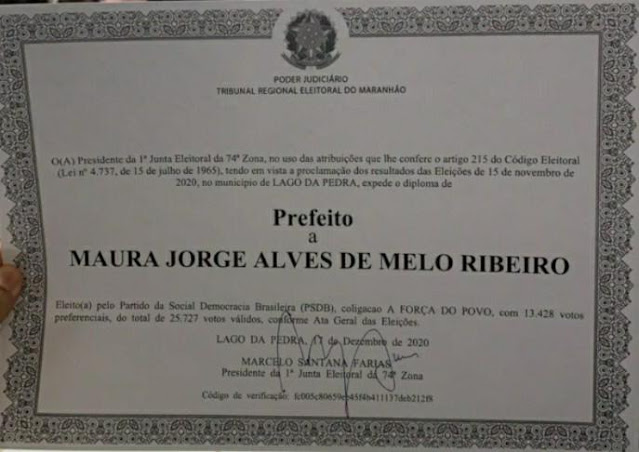 PODER JUDICIÁRIO
TRIBUNAL REGIONAL ELEITORAL DO MARANHÃO
O(A) Presidente da 1ª Junta Eleitoral da 74ª Zona, no uso das atribuições que lhe confere o artigo 215 do Código Eleitoral
(Lei nº 4.737, de 15 de julho de 1965), tendo em vista a proclamação dos resultados das Eleições de 15 de novembro de
2020, no município de LAGO DA PEDRA, expede o diploma de
Prefeito
a
MAURA JORGE ALVES DE MELO RIBEIRO
Eleito(a) pelo Partido da Social Democracia Brasileira (PSDB), coligacao A FORÇA DO POVO, com 13.428 votos
preferenciais, do total de 25.727 votos válidos, conforme Ata Geral das Eleições.
LAGO DA PEDRA, 17 de Dezembro de 2020
MARCELO SANTANA FARIAS
Presidente da 1ª Junta Eleitoral da 74ª Zona
Código de verificação: